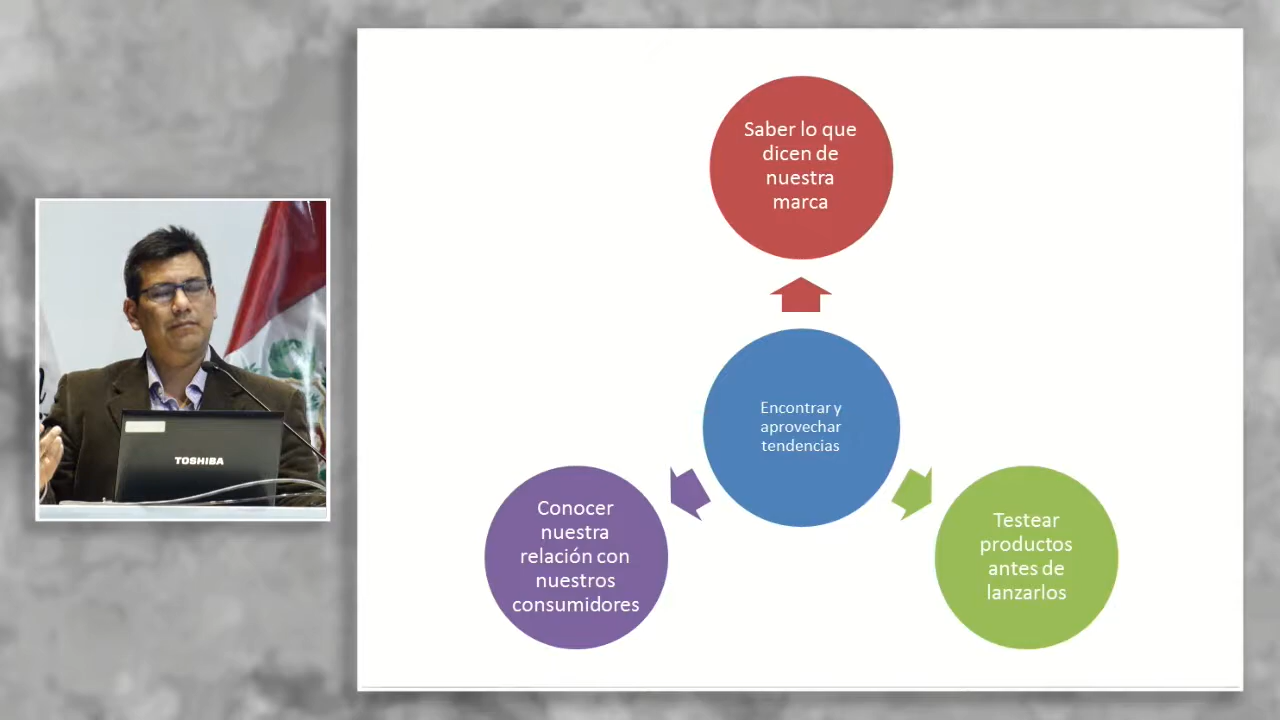 Saber lo que
dicen de
nuestra
marca
Encontrar y
aprovechar
tendencias
Conocer
nuestra
relación con
nuestros
consumidores
Testear
productos
antes de
lanzarlos
TOSHIBA